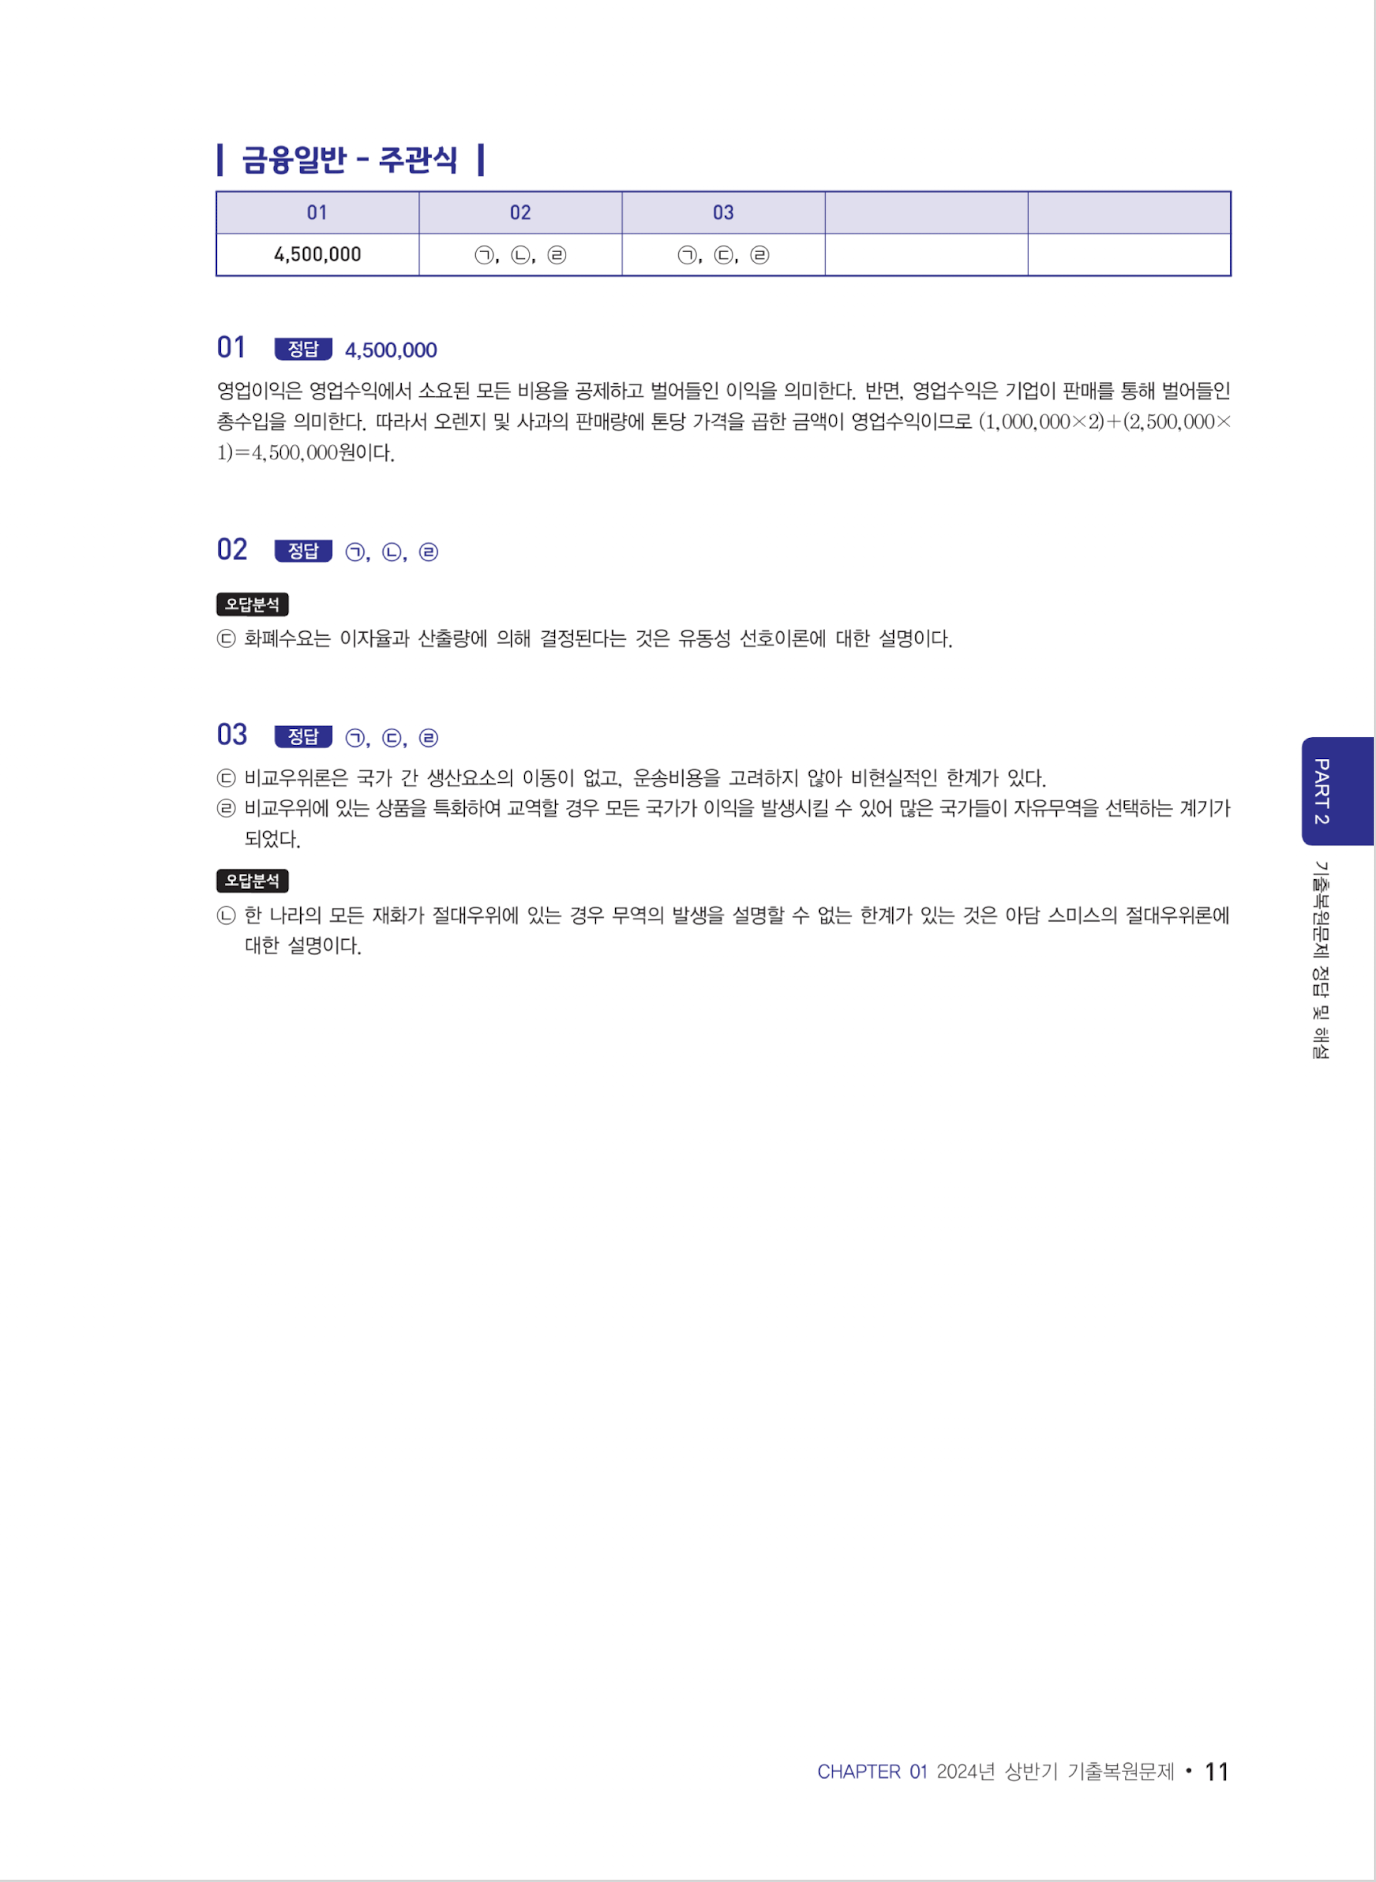 금융일반 - 주관식
01 02 03
4,500,000 ㉠, ㉡, ㉣ ㉠, ㉢, ㉣
01 정답 4,500,000
영업이익은 영업수익에서 소요된 모든 비용을 공제하고 벌어들인 이익을 의미한다. 반면, 영업수익은 기업이 판매를 통해 벌어들인
총수입을 의미한다. 따라서 오렌지 및 사과의 판매량에 톤당 가격을 곱한 금액이 영업수익이므로 (1,000,000×2)+(2,500,000×
1)=4,500,000원이다.
02 정답 ㉠, ㉡, ㉣
오답분석
㉢ 화폐수요는 이자율과 산출량에 의해 결정된다는 것은 유동성 선호이론에 대한 설명이다.
03 정답 ㉠, ㉢, ㉣
㉢ 비교우위론은 국가 간 생산요소의 이동이 없고, 운송비용을 고려하지 않아 비현실적인 한계가 있다.
㉣ 비교우위에 있는 상품을 특화하여 교역할 경우 모든 국가가 이익을 발생시킬 수 있어 많은 국가들이 자유무역을 선택하는 계기가
되었다.
오답분석
㉡ 한 나라의 모든 재화가 절대우위에 있는 경우 무역의 발생을 설명할 수 없는 한계가 있는 것은 아담 스미스의 절대우위론에
대한 설명이다.
PART 2
기출복원문제 정답 및 해설
CHAPTER 01 2024년 상반기 기출복원문제 • 11